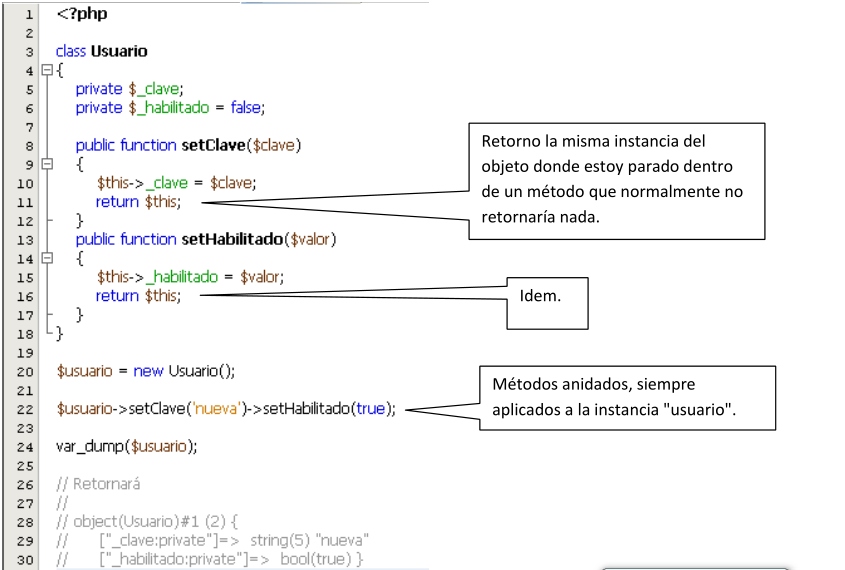 1 <?php
2
3 class Usuario
4 {
5 private $_clave;
6 private $_habilitado = false;
7
8 public function setClave($clave)
9 {
10 $this->_clave = $clave;
11 return $this;
12 }
13 public function setHabilitado($valor)
14 {
15 $this->_habilitado = $valor;
16 return $this;
17 }
18 }
19
20 $usuario = new Usuario();
21
22 $usuario->setClave('nueva')->setHabilitado(true);
23
24 var_dump($usuario);
25
26 // Retornará
27 //
28 // object(Usuario)#1 (2) {
29 // ["_clave:private"]=> string(5) "nueva"
30 // ["_habilitado:private"]=> bool(true) }
Retorno la misma instancia del
objeto donde estoy parado dentro
de un método que normalmente no
retornaría nada.
Idem.
Métodos anidados, siempre
aplicados a la instancia "usuario".